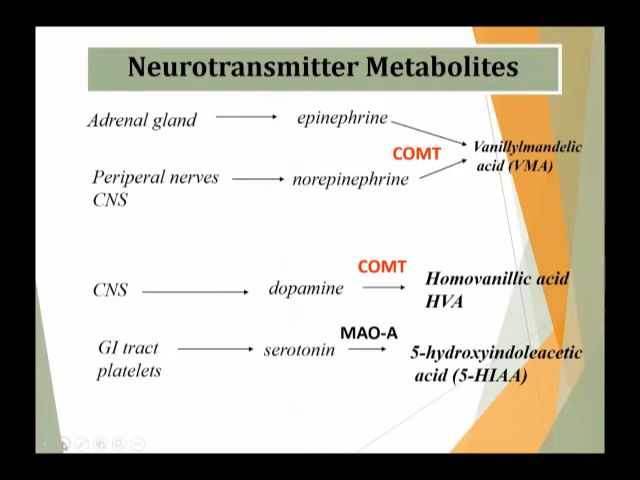 Neurotransmitter Metabolites
Adrenal gland
epinephrine
Vanillylmandelic
acid (VMA)
COMT
Periperal nerves
CNS
norepinephrine
COMT
CNS
dopamine
Homovanillic acid
HVA
MAO-A
GI tract
platelets
serotonin
5-hydroxyindoleacetic
acid (5-HIAA)